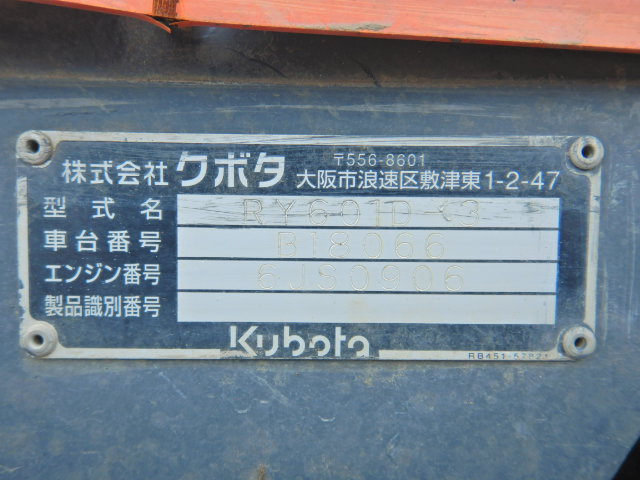 株式会社 クボタ 〒556-8601
大阪市浪速区敷津東1-2-47
型式名 RY601D-3
車台番号 B18066
エンジン番号 6JS0906
製品識別番号
Kubota